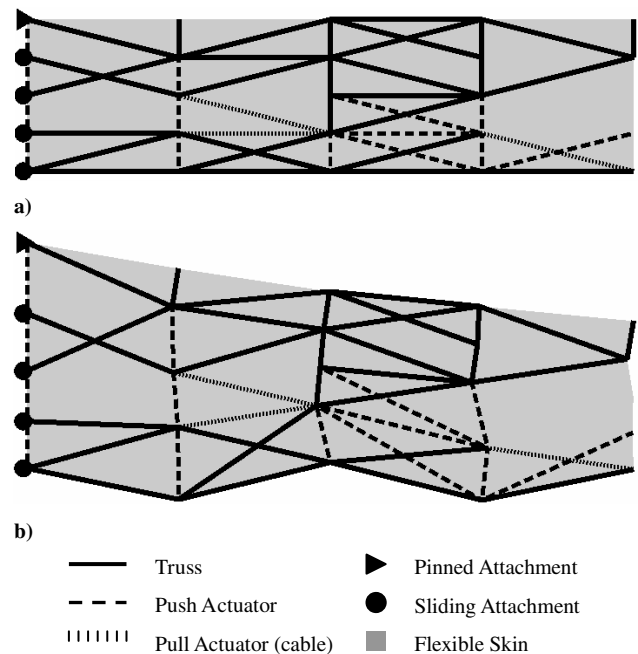 a)
b)
Truss
Pinned Attachment
Push Actuator
Sliding Attachment
Pull Actuator (cable)
Flexible Skin